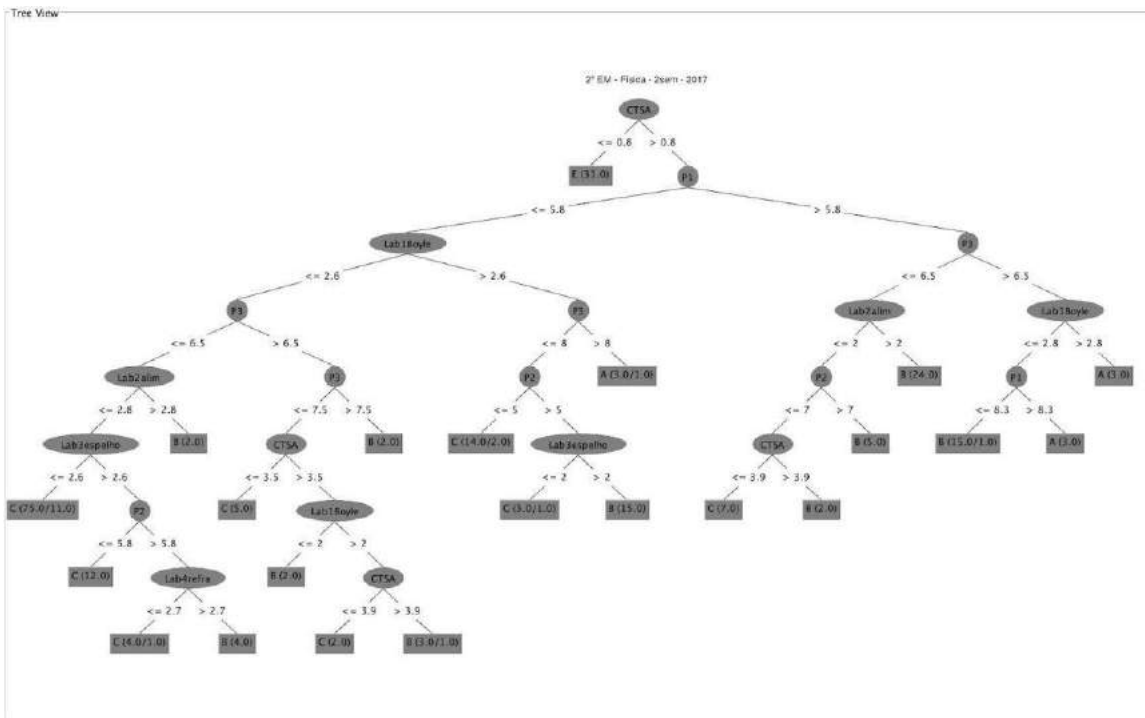 Tree View
2º EM - Física - 2sem - 2017
CTSA
<= 0.8 > 0.8
E (31.0) P1
<= 5.8 > 5.8
Lab1Boyle P3
<= 2.6 > 2.6 <= 6.5 > 6.5
P3 P3 Lab2alim Lab1Boyle
<= 6.5 > 6.5 <= 8 > 8 <= 2 > 2 <= 2.8 > 2.8
Lab2alim P3 P2 A (3.0/1.0) P2 B (24.0) P1 A (3.0)
<= 2.8 > 2.8 <= 7.5 > 7.5 <= 5 > 5 <= 7 > 7 <= 8.3 > 8.3
Lab3espalho B (2.0) CTSA B (2.0) C (14.0/2.0) Lab3espelho CTSA B (5.0) B (15.0/1.0) A (3.0)
<= 2.6 > 2.6 <= 3.5 > 3.5 <= 2 > 2 <= 3.9 > 3.9
C (75.0/11.0) P2 C (5.0) Lab1Boyle C (3.0/1.0) B (15.0) C (7.0) B (2.0)
<= 5.8 > 5.8 <= 2 > 2
C (12.0) Lab4refra B (2.0) CTSA
<= 2.7 > 2.7 <= 3.9 > 3.9
C (4.0/1.0) B (4.0) C (2.0) B (3.0/1.0)